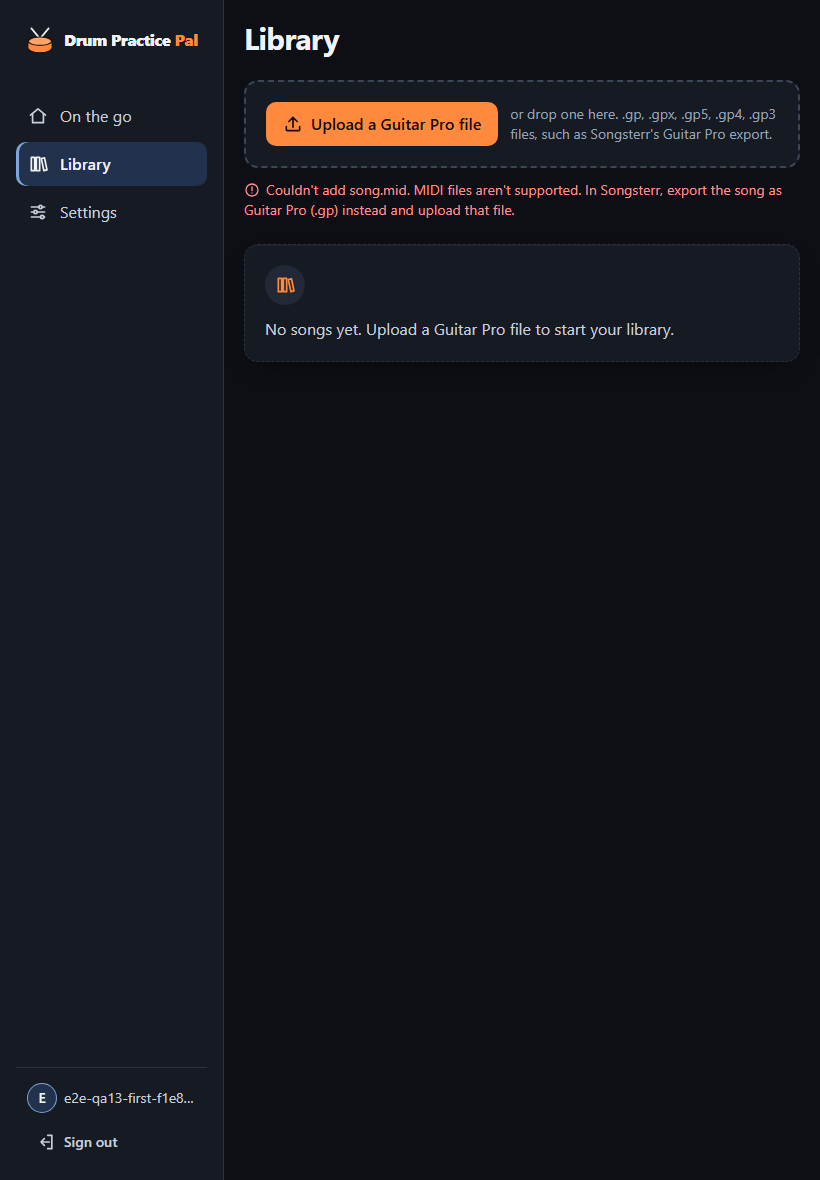 Drum Practice Pal
On the go
Library
Settings
Library
Upload a Guitar Pro file
or drop one here. .gp, .gpx, .gp5, .gp4, .gp3
files, such as Songsterr's Guitar Pro export.
Couldn't add song.mid. MIDI files aren't supported. In Songsterr, export the song as
Guitar Pro (.gp) instead and upload that file.
No songs yet. Upload a Guitar Pro file to start your library.
E
e2e-qa13-first-f1e8...
Sign out